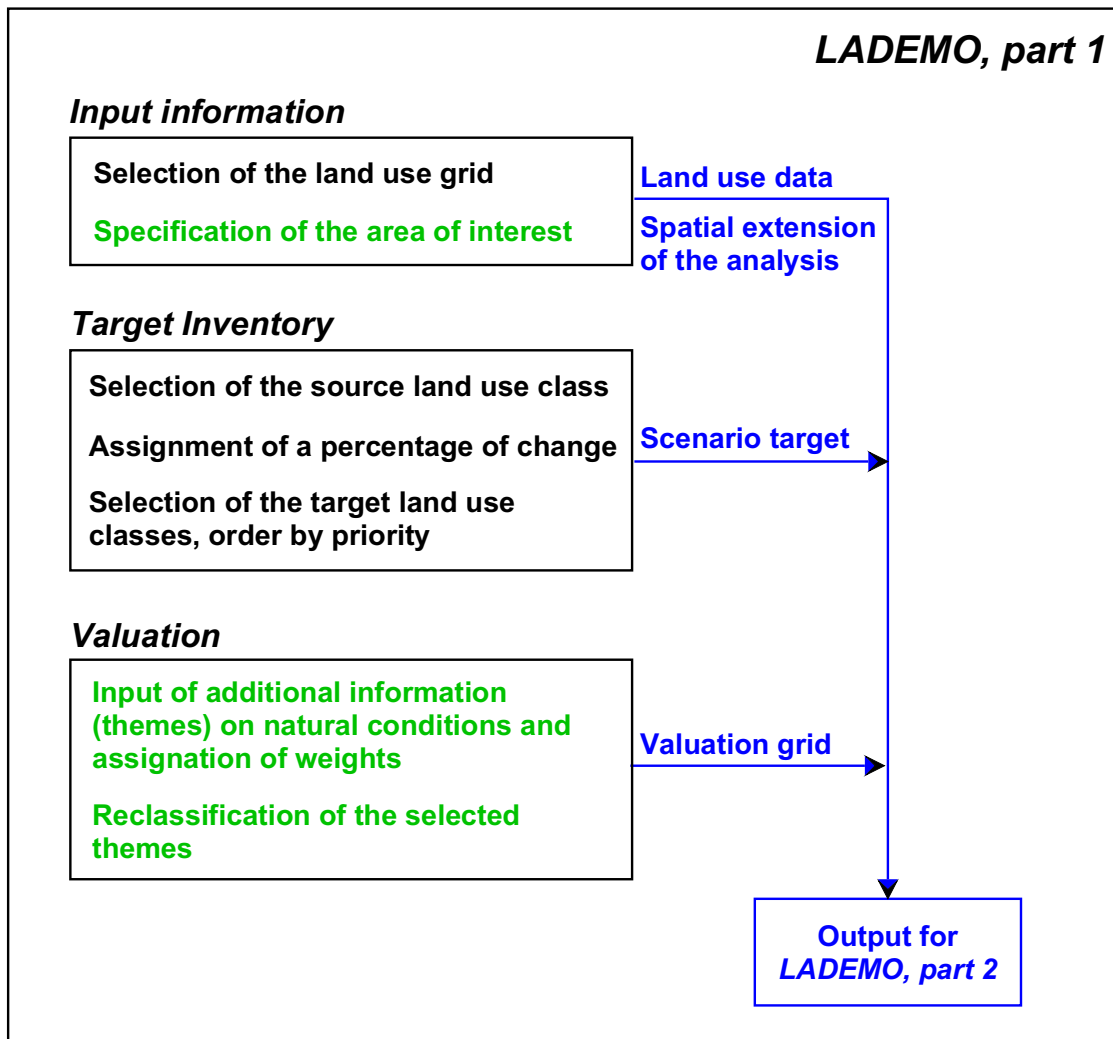 LADEMO, part 1
Input information
Selection of the land use grid
Specification of the area of interest
Land use data
Spatial extension
of the analysis
Target Inventory
Selection of the source land use class
Assignment of a percentage of change
Selection of the target land use
classes, order by priority
Scenario target
Valuation
Input of additional information
(themes) on natural conditions and
assignation of weights
Reclassification of the selected
themes
Valuation grid
Output for
LADEMO, part 2